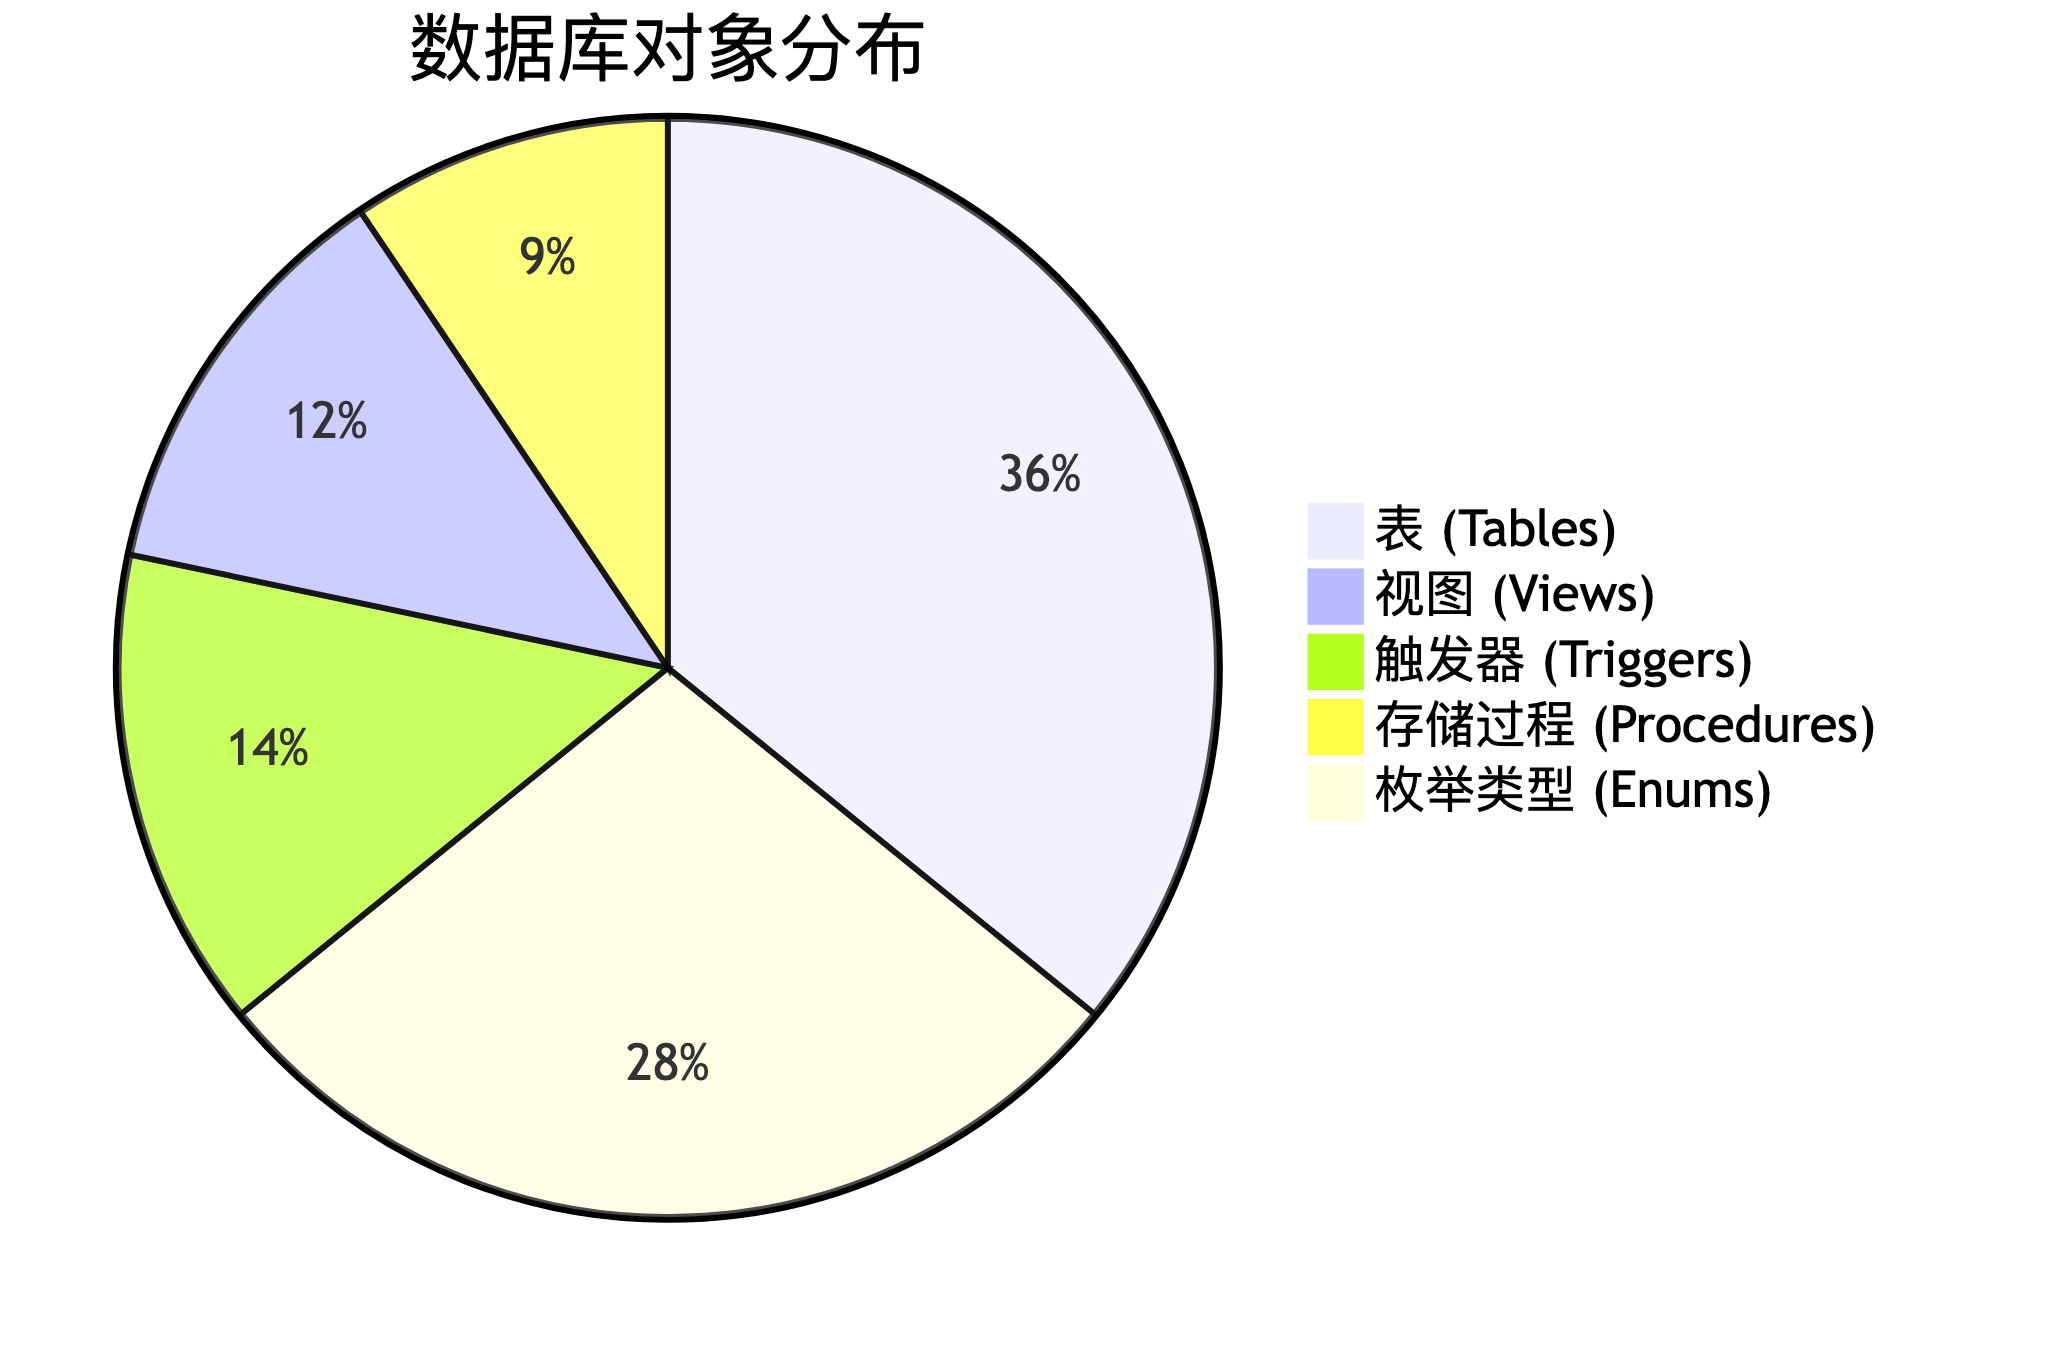 数据库对象分布
9%
36%
12%
14%
28%
表 (Tables)
视图 (Views)
触发器 (Triggers)
存储过程 (Procedures)
枚举类型 (Enums)